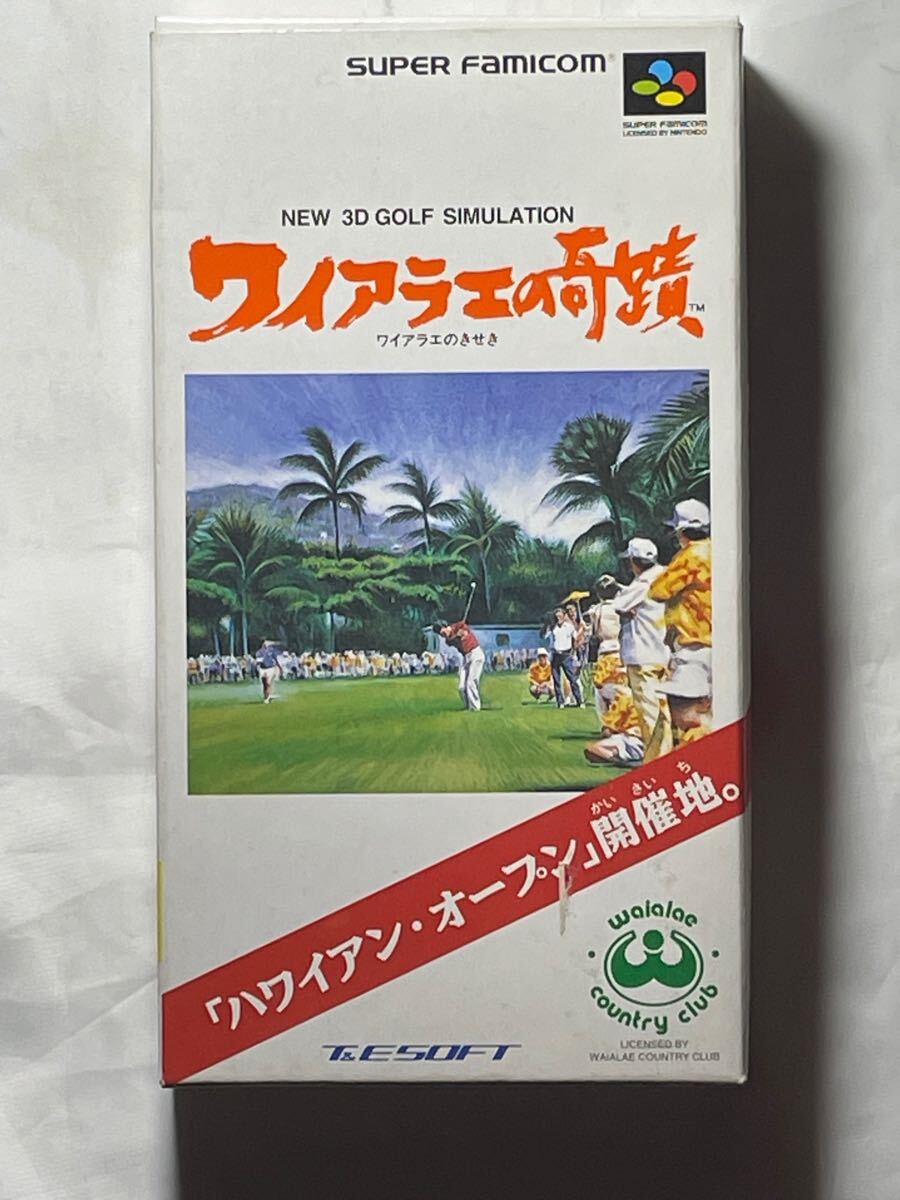 SUPER FAMICOM
SUPER FAMICOM
LICENSED BY NINTENDO
NEW 3D GOLF SIMULATION
ワイアラエの奇蹟™
ワイアラエのきせき
かいさいち
「ハワイアン・オープン」開催地。
waialae
country club
T&ESOFT
LICENSED BY
WAIALAE COUNTRY CLUB